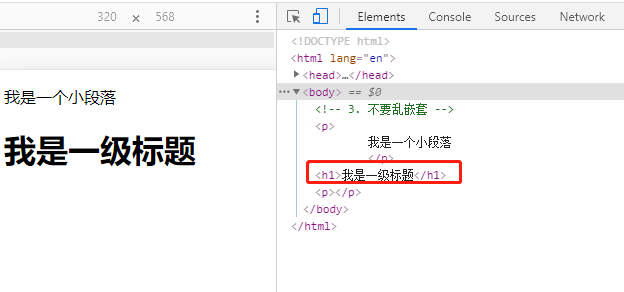 320 × 568
Elements Console Sources Network
我是一个小段落
我是一级标题
<!DOCTYPE html>
<html lang="en">
<head>…</head>
<body> == $0
<!-- 3. 不要乱嵌套 -->
<p>
我是一个小段落
</p>
<h1>我是一级标题</h1>
<p></p>
</body>
</html>